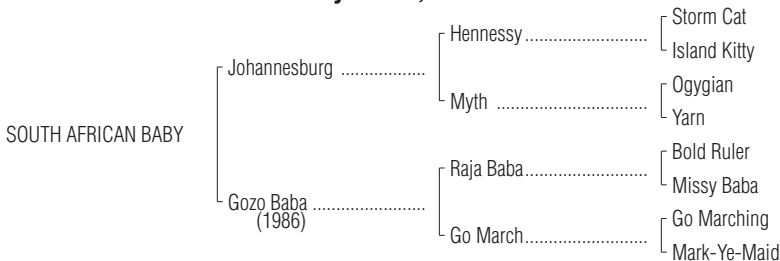 Storm Cat
Hennessy
Island Kitty
Johannesburg
Ogygian
Myth
Yarn
SOUTH AFRICAN BABY
Bold Ruler
Raja Baba
Missy Baba
Gozo Baba
(1986)
Go Marching
Go March
Mark-Ye-Maid